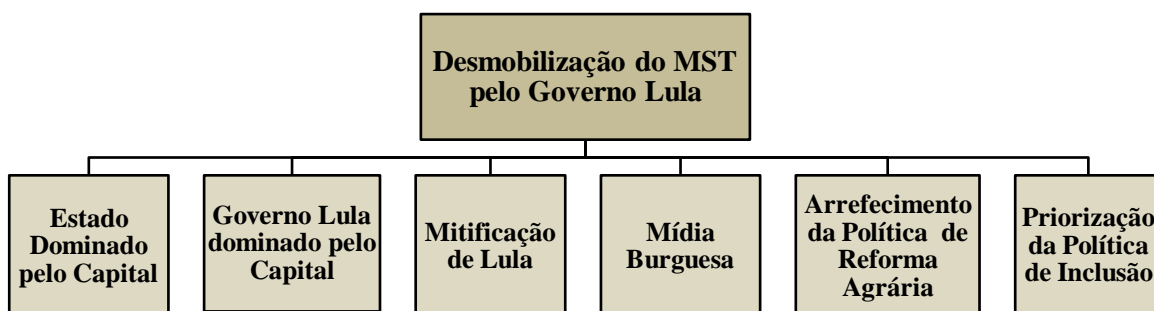 Desmobilização do MST
pelo Governo Lula
Estado
Dominado
pelo Capital
Governo Lula
dominado pelo
Capital
Mitificação
de Lula
Mídia
Burguesa
Arrefecimento
da Política de
Reforma
Agrária
Priorização
da Política
de Inclusão